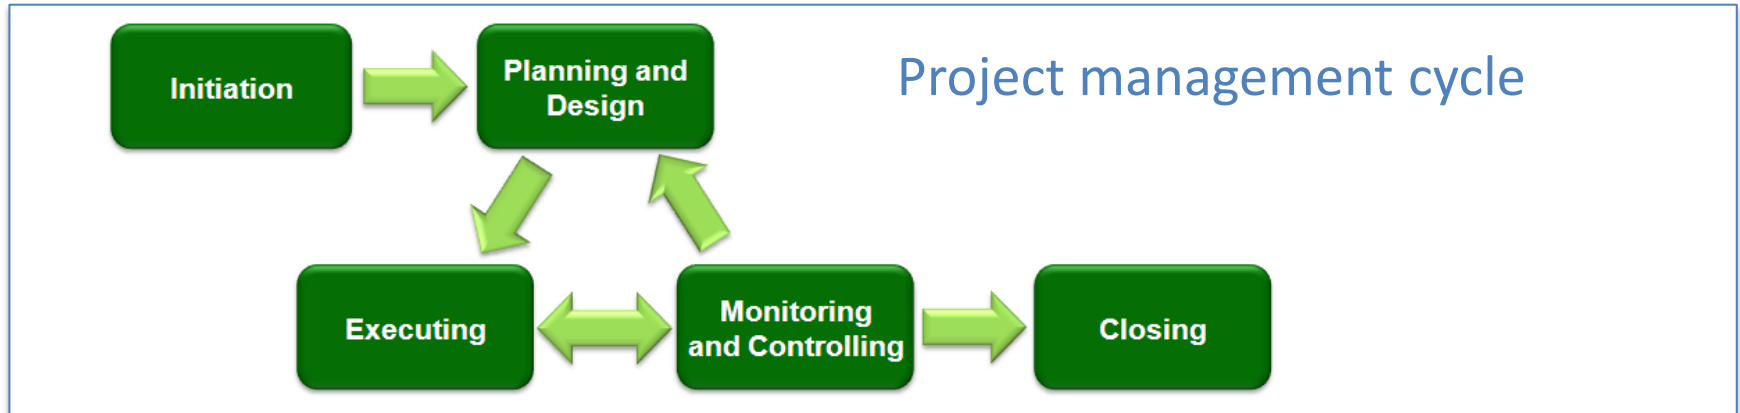 Initiation
Planning and
Design
Project management cycle
Executing
Monitoring
and Controlling
Closing